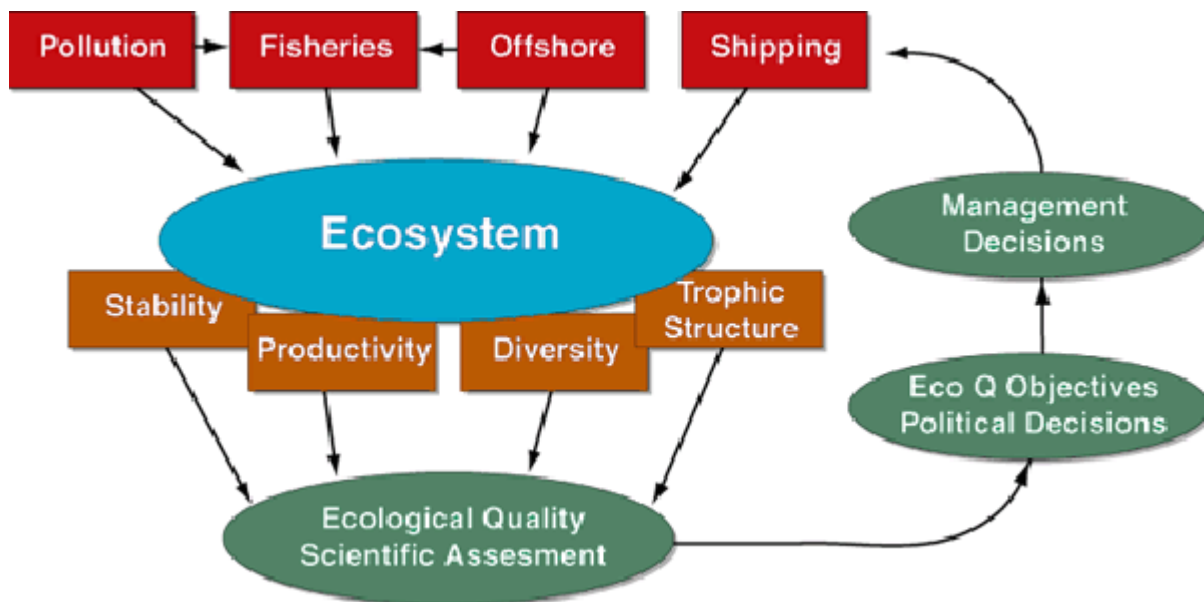 Pollution
Fisheries
Offshore
Shipping
Ecosystem
Management
Decisions
Stability
Productivity
Diversity
Trophic
Structure
Eco Q Objectives
Political Decisions
Ecological Quality
Scientific Assesment